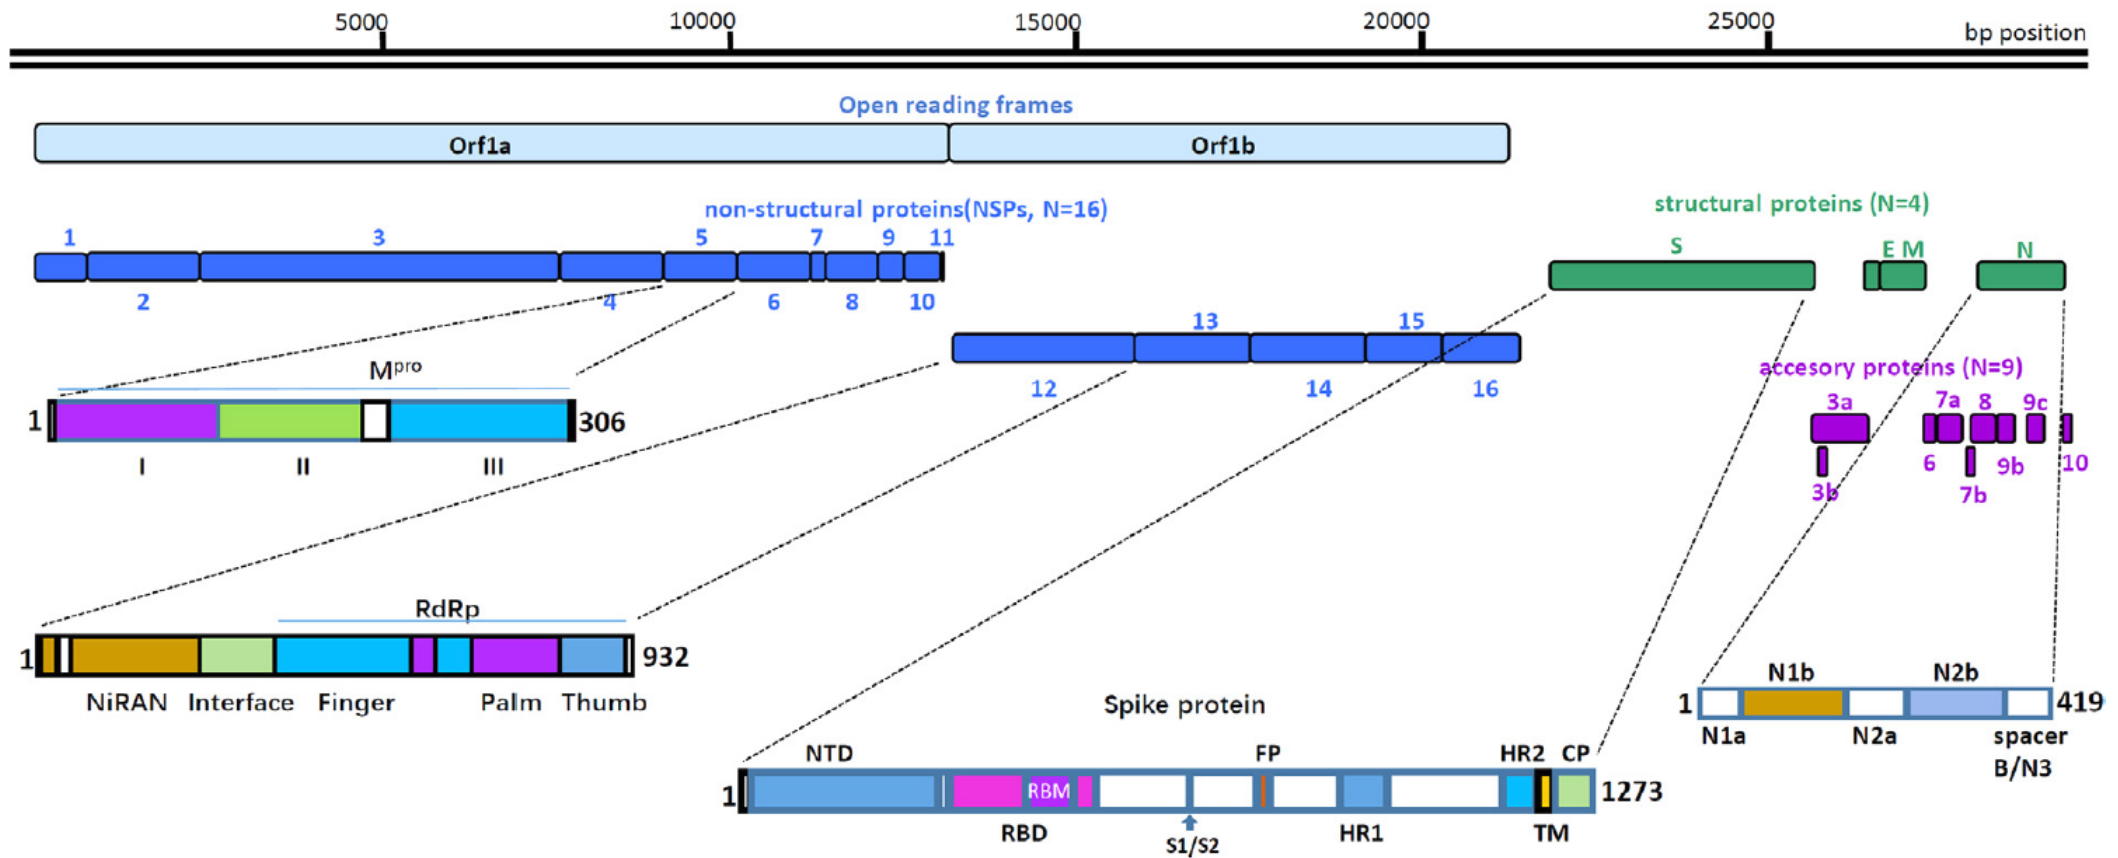 5000 10000 15000 20000 25000 bp position
Open reading frames
Orf1a Orf1b
non-structural proteins(NSPs, N=16) structural proteins (N=4)
1 3 5 7 9 11 S E M N
2 4 6 8 10
13 15
12 14 16
accesory proteins (N=9)
3a 7a 8 9c
3b 6 7b 9b 10
Mpro
1 306
I II III
RdRp
1 932
NiRAN Interface Finger Palm Thumb
N1b N2b
1 419
N1a N2a spacer
B/N3
Spike protein
NTD FP HR2 CP
1 RBM 1273
RBD HR1 TM
S1/S2